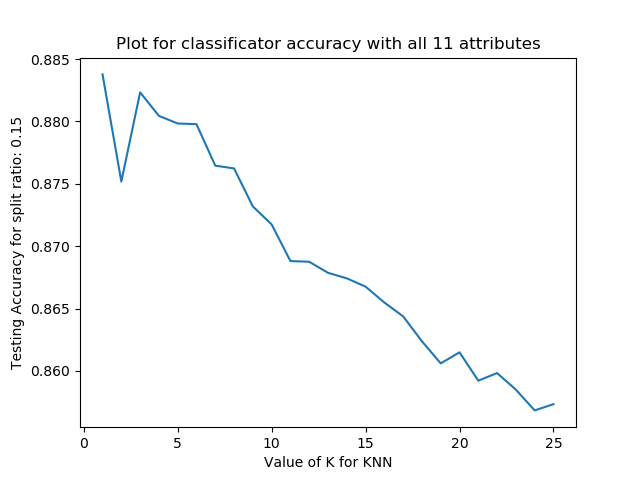 Plot for classificator accuracy with all 11 attributes
0.885
0.880
0.875
0.870
0.865
0.860
Testing Accuracy for split ratio: 0.15
0 5 10 15 20 25
Value of K for KNN